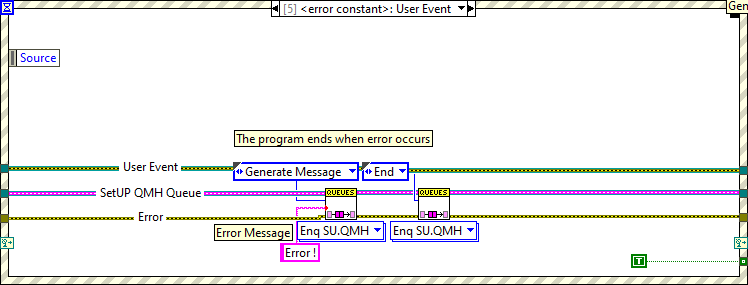 [5] <error constant>: User Event
Gen
Source
The program ends when error occurs
User Event
Generate Message
End
SetUP QMH Queue
QUEUES
QUEUES
Error
Error Message
Enq SU.QMH
Enq SU.QMH
Error !
T